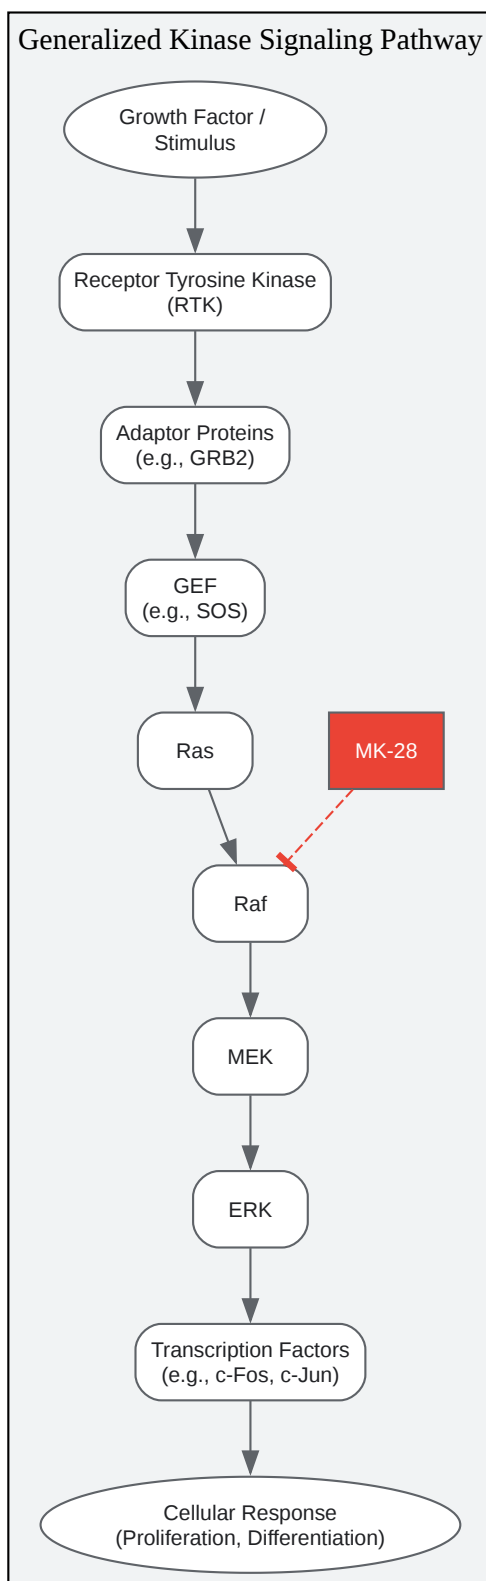 Generalized Kinase Signaling Pathway
Growth Factor /
Stimulus
Receptor Tyrosine Kinase
(RTK)
Adaptor Proteins
(e.g., GRB2)
GEF
(e.g., SOS)
Ras
MK-28
Raf
MEK
ERK
Transcription Factors
(e.g., c-Fos, c-Jun)
Cellular Response
(Proliferation, Differentiation)